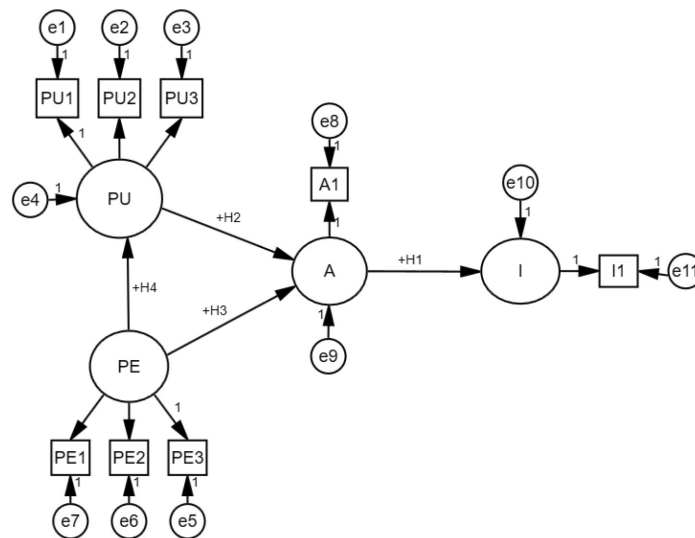 e1 e2 e3
1 1 1
PU1 PU2 PU3
1
e8
1
A1
1
e4 1 PU
+H2
e10
1
+H4
A +H1 I 1 I1 1 e11
+H3
1
e9
PE
1
PE1 PE2 PE3
1 1 1
e7 e6 e5